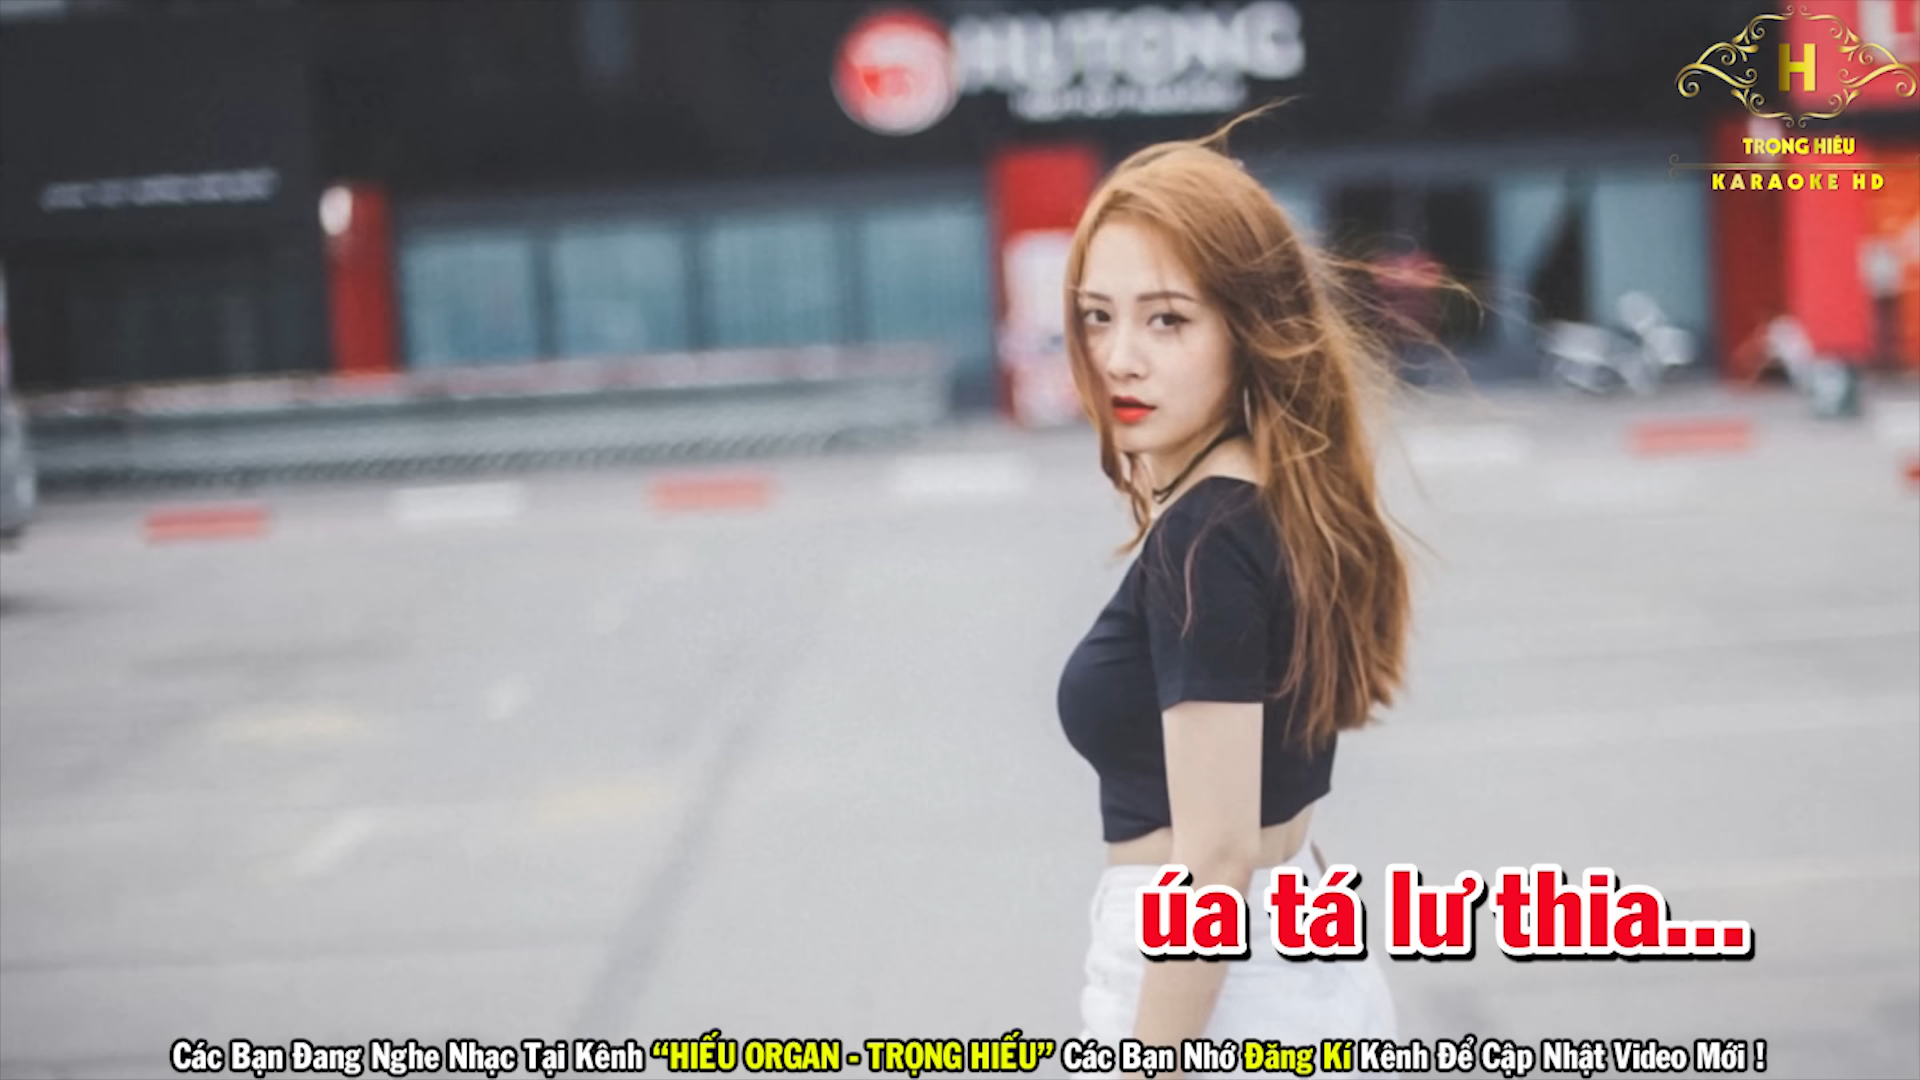 HUTONG
H
TRỌNG HIẾU
KARAOKE HD
úa tá lư thia...
Các Bạn Đang Nghe Nhạc Tại Kênh “HIẾU ORGAN - TRỌNG HIẾU” Các Bạn Nhớ Đăng Kí Kênh Để Cập Nhật Video Mới !